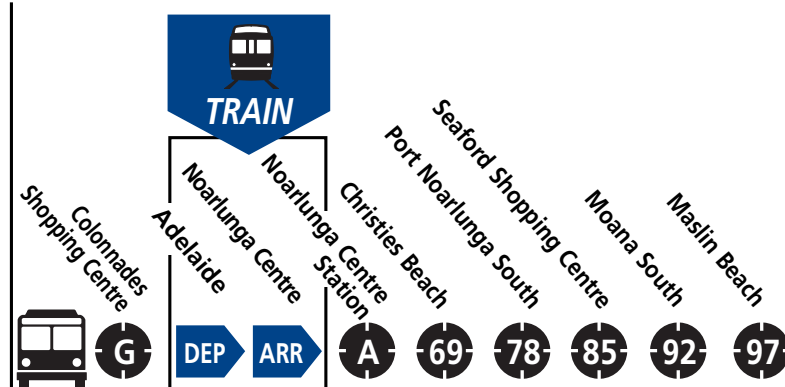 TRAIN
Colonnades
Shopping Centre
Adelaide
Noarlunga Centre
Noarlunga Centre
Station
Christies Beach
Port Noarlunga South
Seaford Shopping Centre
Moana South
Maslin Beach
G
DEP
ARR
A
69
78
85
92
97